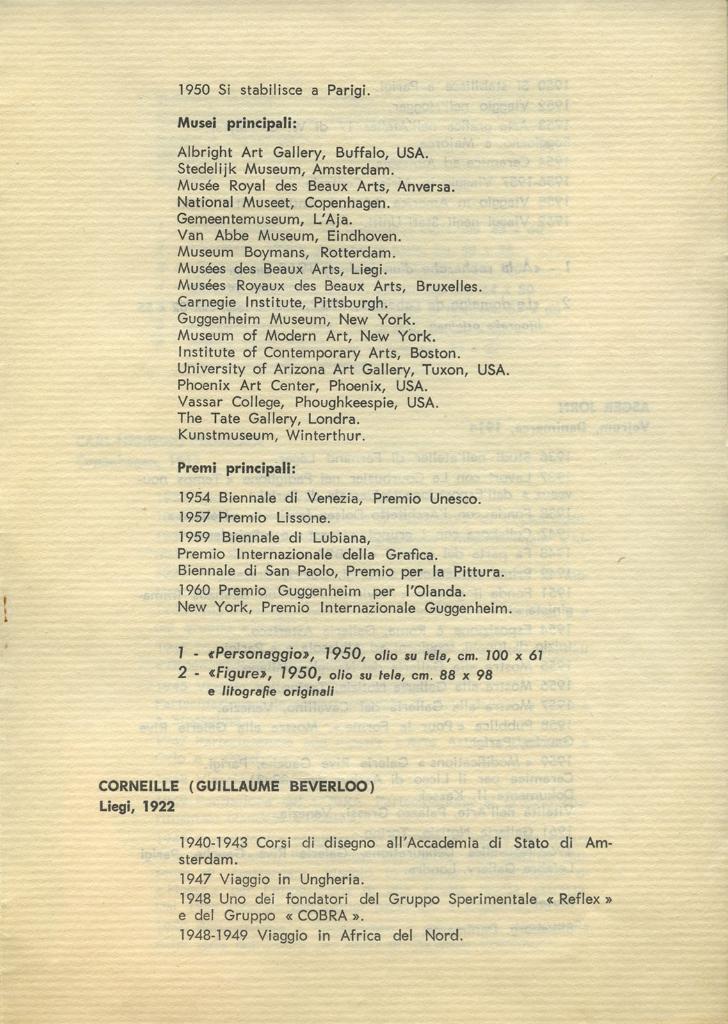 1950 Si stabilisce a Parigi.
Musei principali:
Albright Art Gallery, Buffalo, USA.
Stedelijk Museum, Amsterdam.
Musée Royal des Beaux Arts, Anversa.
National Museet, Copenhagen.
Gemeentemuseum, L'Aja.
Van Abbe Museum, Eindhoven.
Museum Boymans, Rotterdam.
Musées des Beaux Arts, Liegi.
Musées Royaux des Beaux Arts, Bruxelles.
Carnegie Institute, Pittsburgh.
Guggenheim Museum, New York.
Museum of Modern Art, New York.
Institute of Contemporary Arts, Boston.
University of Arizona Art Gallery, Tuxon, USA.
Phoenix Art Center, Phoenix, USA.
Vassar College, Phoughkeespie, USA.
The Tate Gallery, Londra.
Kunstmuseum, Winterthur.
Premi principali:
1954 Biennale di Venezia, Premio Unesco.
1957 Premio Lissone.
1959 Biennale di Lubiana,
Premio Internazionale della Grafica.
Biennale di San Paolo, Premio per la Pittura.
1960 Premio Guggenheim per l'Olanda.
New York, Premio Internazionale Guggenheim.
1 - «Personaggio», 1950, olio su tela, cm. 100 x 61
2 - «Figure», 1950, olio su tela, cm. 88 x 98
e litografie originali
CORNEILLE (GUILLAUME BEVERLOO)
Liegi, 1922
1940-1943 Corsi di disegno all'Accademia di Stato di Am-
sterdam.
1947 Viaggio in Ungheria.
1948 Uno dei fondatori del Gruppo Sperimentale « Reflex »
e del Gruppo « COBRA ».
1948-1949 Viaggio in Africa del Nord.